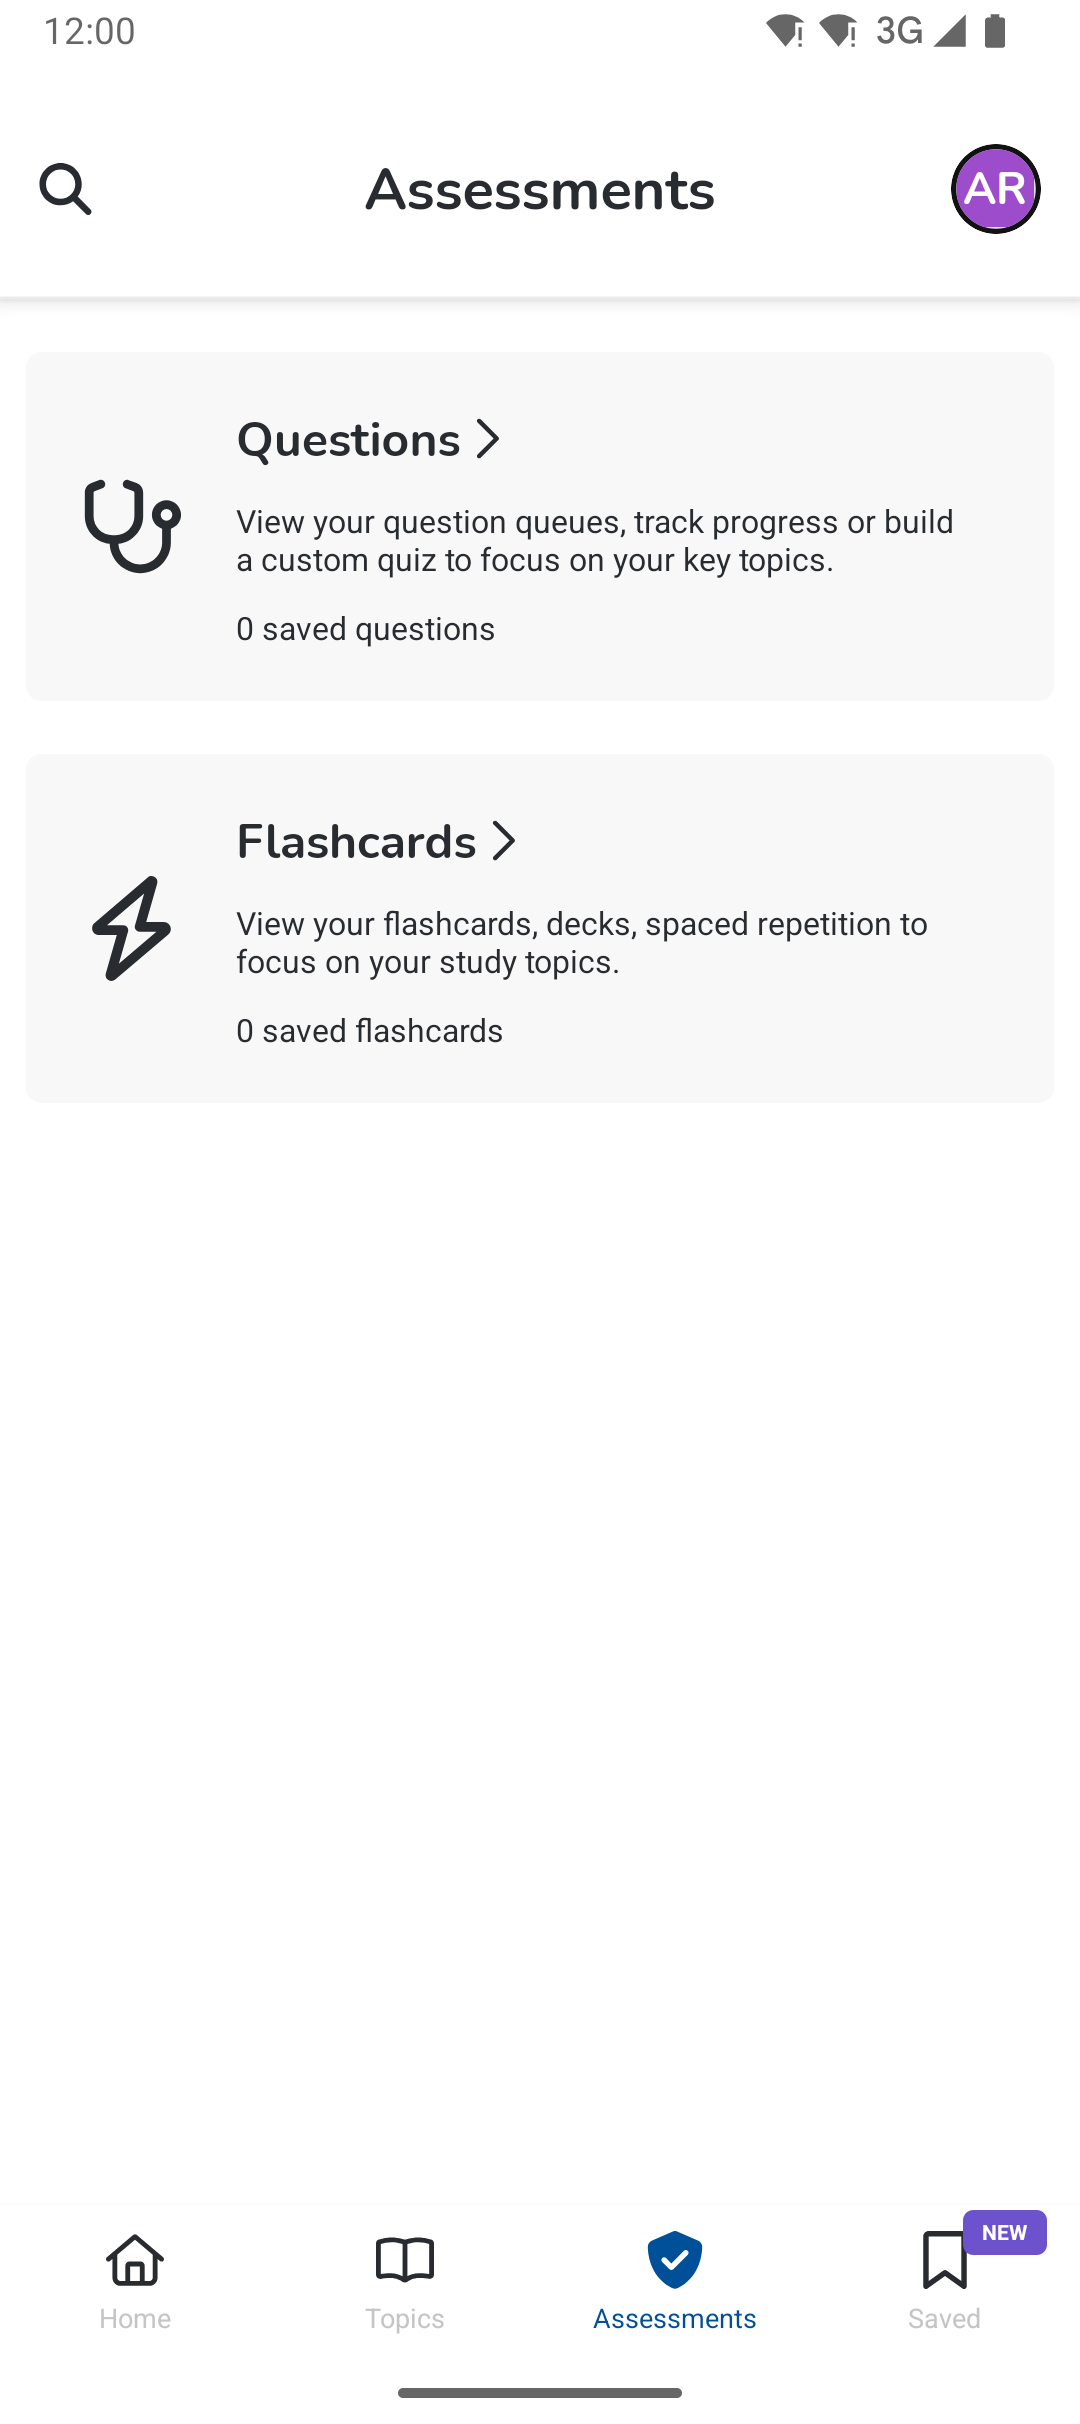 12:00
3G
Assessments
AR
Questions
View your question queues, track progress or build
a custom quiz to focus on your key topics.
0 saved questions
Flashcards
View your flashcards, decks, spaced repetition to
focus on your study topics.
0 saved flashcards
NEW
Home
Topics
Assessments
Saved